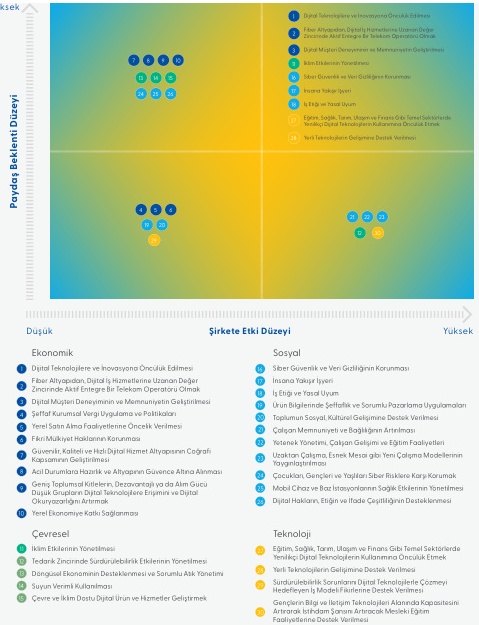 ksek
Paydaş Beklenti Düzeyi
1 Dijital Teknolojilere ve İnovasyona Öncülük Edilmesi
2 Fiber Altyapıdan, Dijital İş Hizmetlerine Uzanan Değer
Zincirinde Aktif Entegre Bir Telekom Operatörü Olmak
3 Dijital Müşteri Deneyiminin ve Memnuniyetin Geliştirilmesi
11 İklim Etkilerinin Yönetilmesi
16 Siber Güvenlik ve Veri Gizliliğinin Korunması
17 İnsana Yakışır İşyeri
18 İş Etiği ve Yasal Uyum
27 Eğitim, Sağlık, Tarım, Ulaşım ve Finans Gibi Temel Sektörlerde
Yenilikçi Dijital Teknolojilerin Kullanımına Öncülük Etmek
28 Yerli Teknolojilerin Gelişimine Destek Verilmesi
7 8 9 10
13 14 15
24 25 26
4 5 6
19 20
29
21 22 23
12 30
Düşük
Şirkete Etki Düzeyi
Yüksek
Ekonomik
1 Dijital Teknolojilere ve İnovasyona Öncülük Edilmesi
2 Fiber Altyapıdan, Dijital İş Hizmetlerine Uzanan Değer
Zincirinde Aktif Entegre Bir Telekom Operatörü Olmak
3 Dijital Müşteri Deneyiminin ve Memnuniyetin Geliştirilmesi
4 Şeffaf Kurumsal Vergi Uygulama ve Politikaları
5 Yerel Satın Alma Faaliyetlerine Öncelik Verilmesi
6 Fikri Mülkiyet Haklarının Korunması
7 Güvenilir, Kaliteli ve Hızlı Dijital Hizmet Altyapısının Coğrafi
Kapsamının Geliştirilmesi
8 Acil Durumlara Hazırlık ve Altyapının Güvence Altına Alınması
9 Geniş Toplumsal Kitlelerin, Dezavantajlı ya da Alım Gücü
Düşük Grupların Dijital Teknolojilere Erişimini ve Dijital
Okuryazarlığını Artırmak
10 Yerel Ekonomiye Katkı Sağlanması
Çevresel
11 İklim Etkilerinin Yönetilmesi
12 Tedarik Zincirinde Sürdürülebilirlik Etkilerinin Yönetilmesi
13 Döngüsel Ekonominin Desteklenmesi ve Sorumlu Atık Yönetimi
14 Suyun Verimli Kullanılması
15 Çevre ve İklim Dostu Dijital Ürün ve Hizmetler Geliştirmek
Sosyal
16 Siber Güvenlik ve Veri Gizliliğinin Korunması
17 İnsana Yakışır İşyeri
18 İş Etiği ve Yasal Uyum
19 Ürün Bilgilerinde Şeffaflık ve Sorumlu Pazarlama Uygulamaları
20 Toplumun Sosyal, Kültürel Gelişimine Destek Verilmesi
21 Çalışan Memnuniyeti ve Bağlılığının Artırılması
22 Yetenek Yönetimi, Çalışan Gelişimi ve Eğitim Faaliyetleri
23 Uzaktan Çalışma, Esnek Mesai gibi Yeni Çalışma Modellerinin
Yaygınlaştırılması
24 Çocukları, Gençleri ve Yaşlıları Siber Risklere Karşı Korumak
25 Mobil Cihaz ve Baz İstasyonlarının Sağlık Etkilerinin Yönetilmesi
26 Dijital Hakların, Etiğin ve İfade Çeşitliliğinin Desteklenmesi
Teknoloji
27 Eğitim, Sağlık, Tarım, Ulaşım ve Finans Gibi Temel Sektörlerde
Yenilikçi Dijital Teknolojilerin Kullanımına Öncülük Etmek
28 Yerli Teknolojilerin Gelişimine Destek Verilmesi
29 Sürdürülebilirlik Sorunlarını Dijital Teknolojilerle Çözmeyi
Hedefleyen İş Modeli Fikirlerine Destek Verilmesi
30 Gençlerin Bilgi ve İletişim Teknolojileri Alanında Kapasitesini
Artırarak İstihdam Şansını Artıracak Mesleki Eğitim
Faaliyetlerine Destek Verilmesi